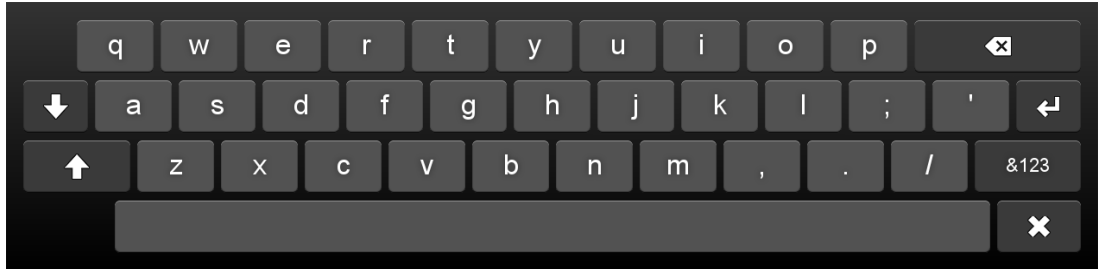 q w e r t y u i o p
a s d f g h j k l ; '
z x c v b n m , . / &123